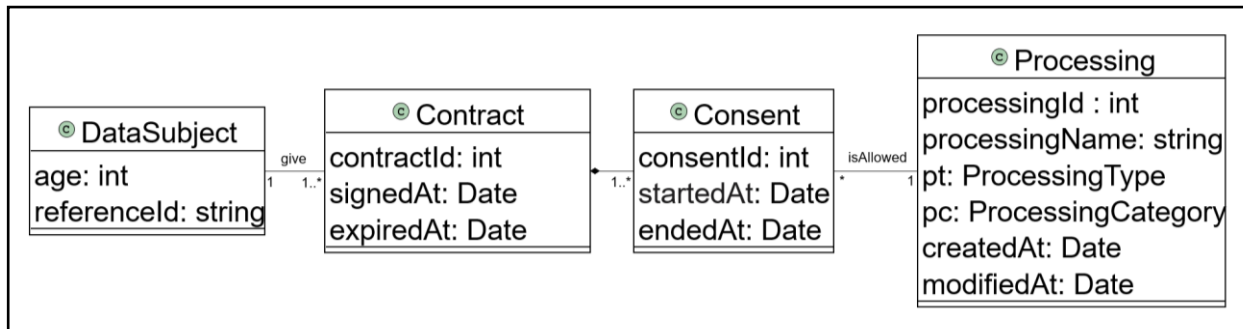 DataSubject
age: int
referenceId: string
give
1
1..*
Contract
contractId: int
signedAt: Date
expiredAt: Date
1..*
Consent
consentId: int
startedAt: Date
endedAt: Date
isAllowed
*
1
Processing
processingId : int
processingName: string
pt: ProcessingType
pc: ProcessingCategory
createdAt: Date
modifiedAt: Date